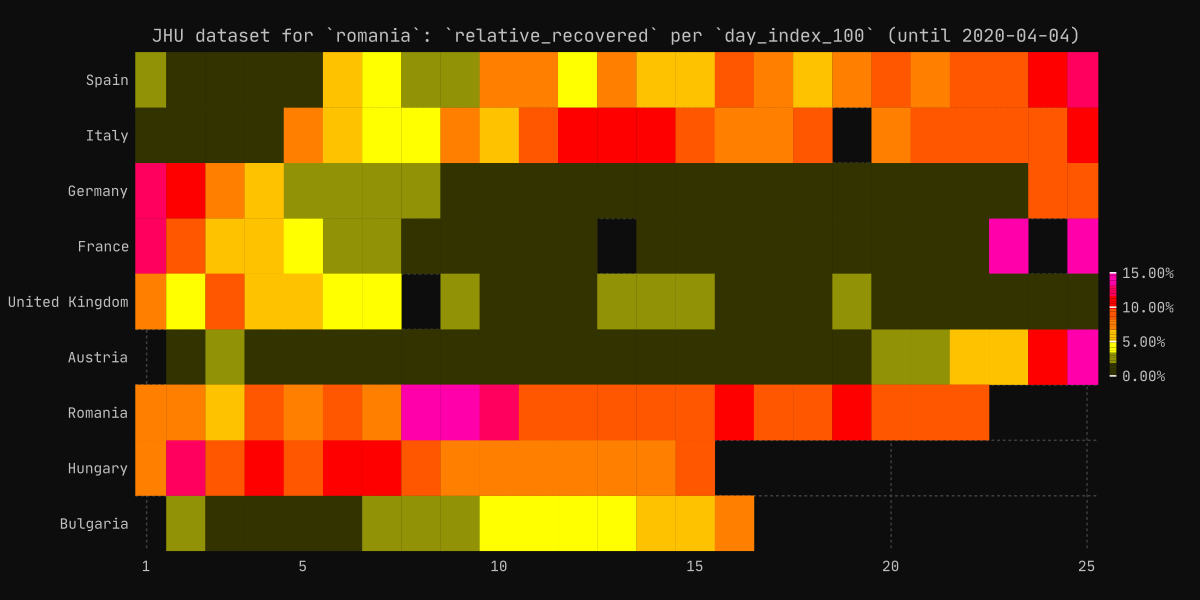 JHU dataset for `romania`: `relative_recovered` per `day_index_100` (until 2020-04-04)
Spain
Italy
Germany
France
United Kingdom
Austria
Romania
Hungary
Bulgaria
15.00%
10.00%
5.00%
0.00%
1 5 10 15 20 25